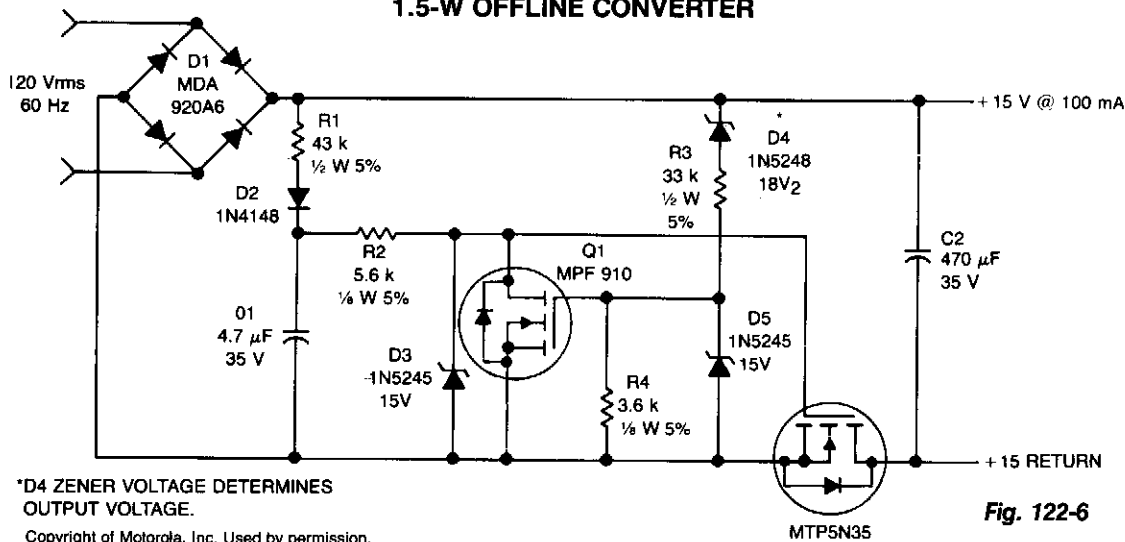 1.5-W OFFLINE CONVERTER
120 Vrms
60 Hz
D1
MDA
920A6
R1
43 k
½ W 5%
D2
1N4148
R2
5.6 k
⅛ W 5%
01
4.7 μF
35 V
D3
1N5245
15V
Q1
MPF 910
R3
33 k
½ W
5%
*
D4
1N5248
18V2
R4
3.6 k
⅛ W 5%
D5
1N5245
15V
C2
470 μF
35 V
+ 15 V @ 100 mA
+ 15 RETURN
MTP5N35
*D4 ZENER VOLTAGE DETERMINES
OUTPUT VOLTAGE.
Copyright of Motorola, Inc. Used by permission.
Fig. 122-6